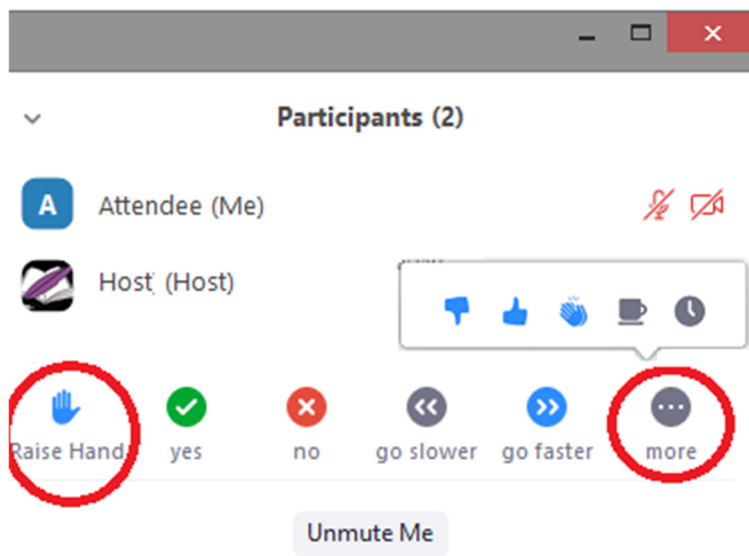 Participants (2)
A Attendee (Me)
Host (Host)
Raise Hand yes no go slower go faster more
Unmute Me